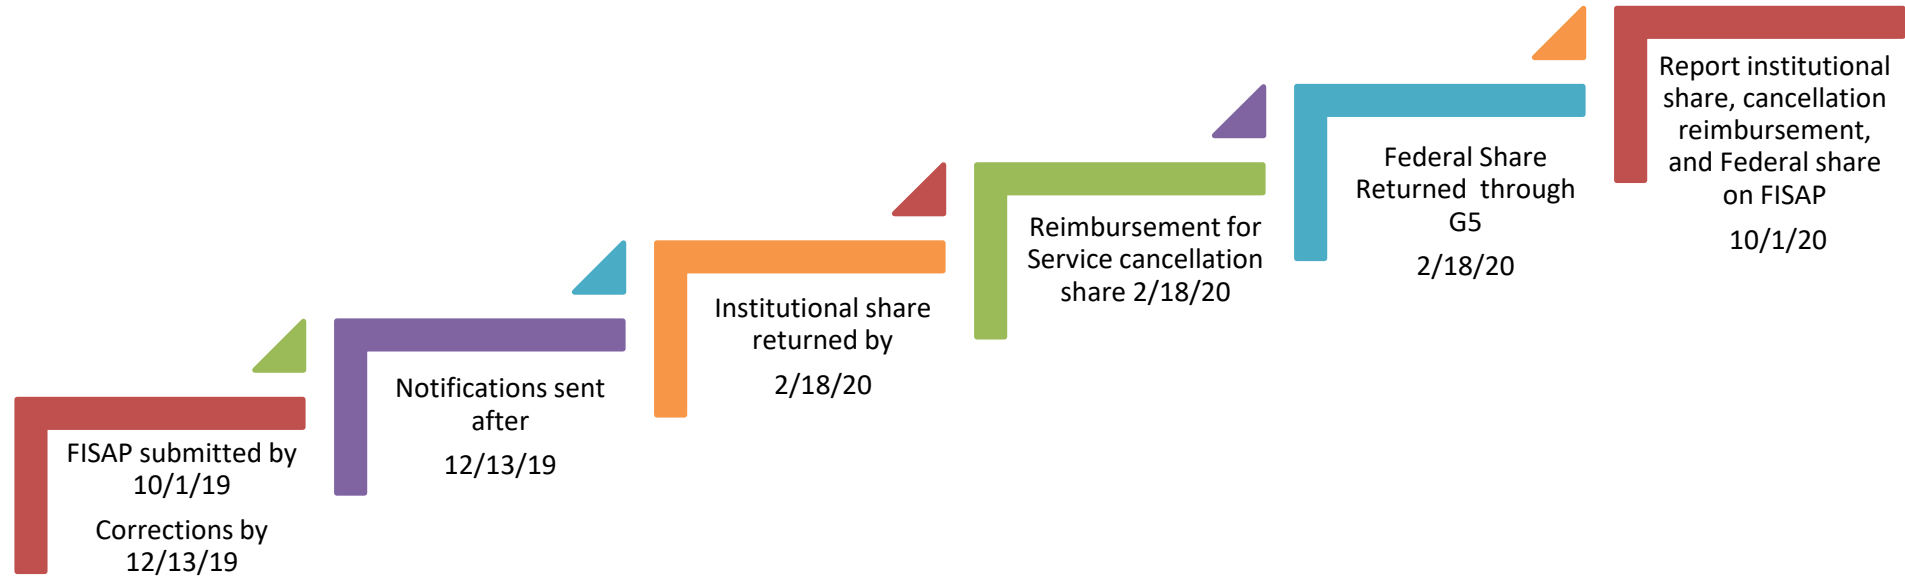 FISAP submitted by
10/1/19
Corrections by
12/13/19
Notifications sent
after
12/13/19
Institutional share
returned by
2/18/20
Reimbursement for
Service cancellation
share 2/18/20
Federal Share
Returned through
G5
2/18/20
Report institutional
share, cancellation
reimbursement,
and Federal share
on FISAP
10/1/20